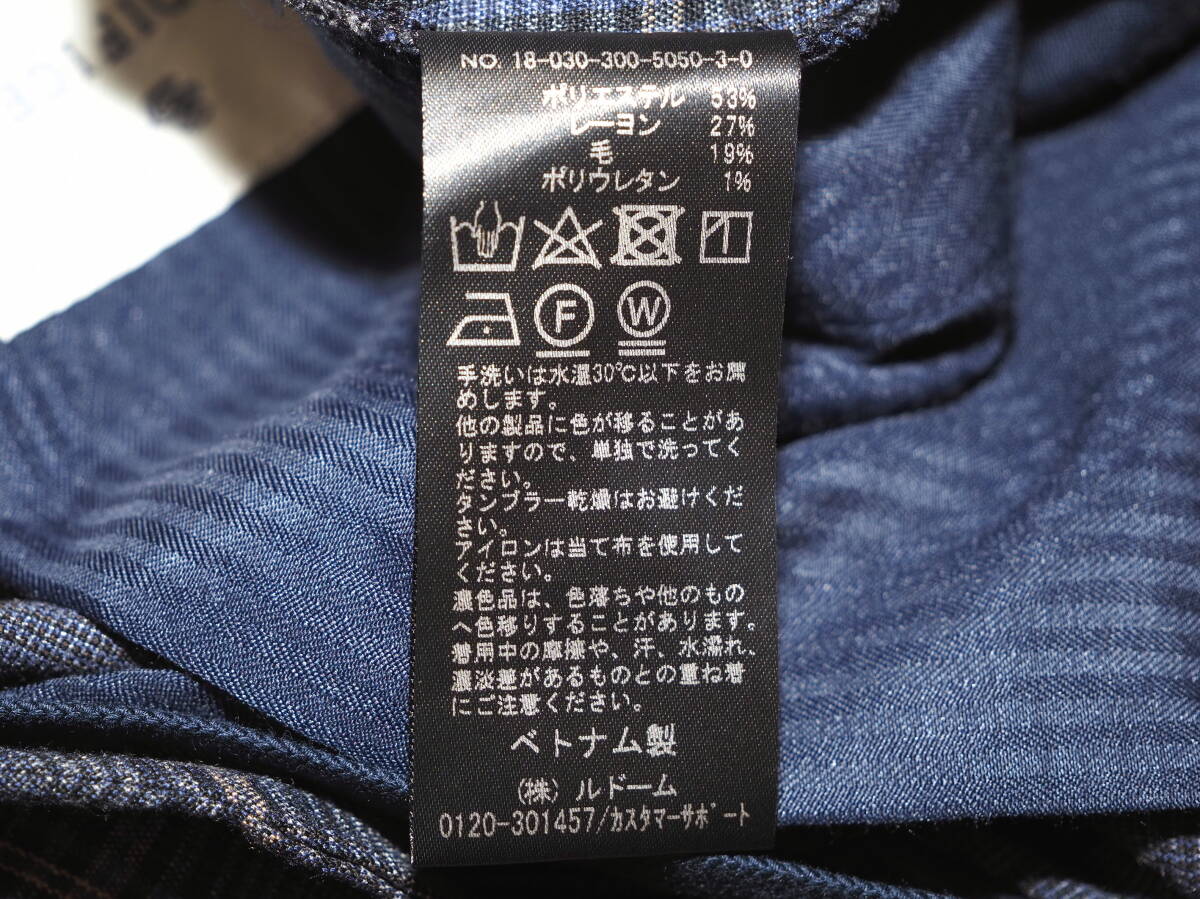 NO 18-030-300-5050-3-0
ポリエステル 53%
レーヨン 27%
毛 19%
ポリウレタン 1%
F W
手洗いは水温30℃以下をお薦
めします。
他の製品に色が移ることがあ
りますので、単独で洗ってく
ださい。
タンブラー乾燥はお避けくだ
さい。
アイロンは当て布を使用して
ください。
濃色品は、色落ちや他のもの
へ色移りすることがあります。
着用中の摩擦や、汗、水濡れ、
濃淡差があるものとの重ね着
にご注意ください。
ベトナム製
(株) ルドーム
0120-301457/カスタマーサポート